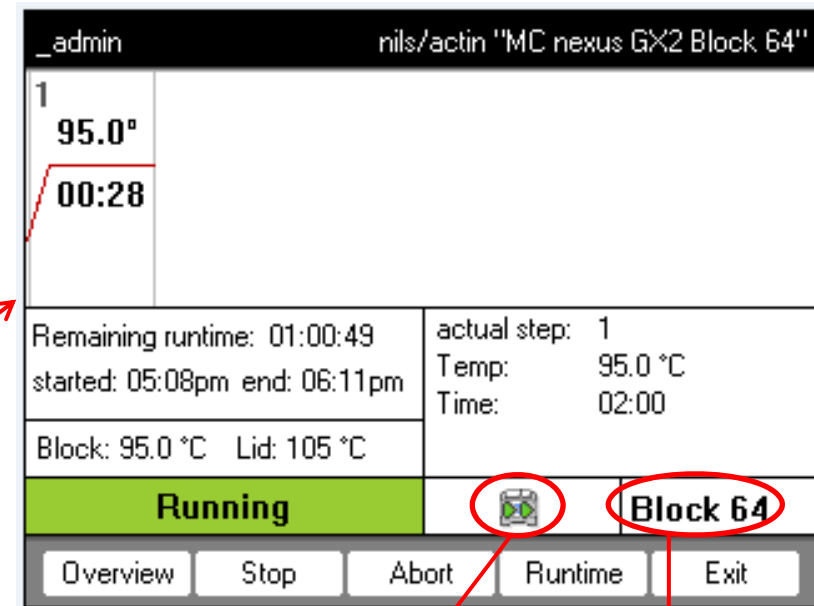 _admin nils/actin "MC nexus GX2 Block 64"
1
95.0°
00:28
Remaining runtime: 01:00:49
started: 05:08pm end: 06:11pm
Block: 95.0 °C Lid: 105 °C
actual step: 1
Temp: 95.0 °C
Time: 02:00
Running Block 64
Overview Stop Abort Runtime Exit